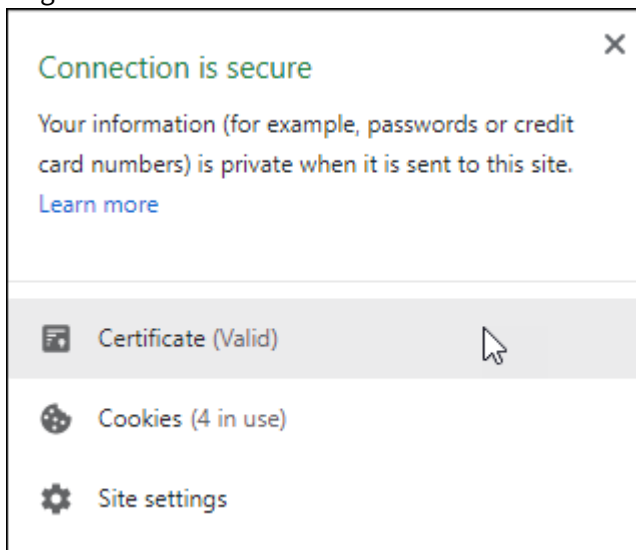 Connection is secure
Your information (for example, passwords or credit
card numbers) is private when it is sent to this site.
Learn more
Certificate (Valid)
Cookies (4 in use)
Site settings